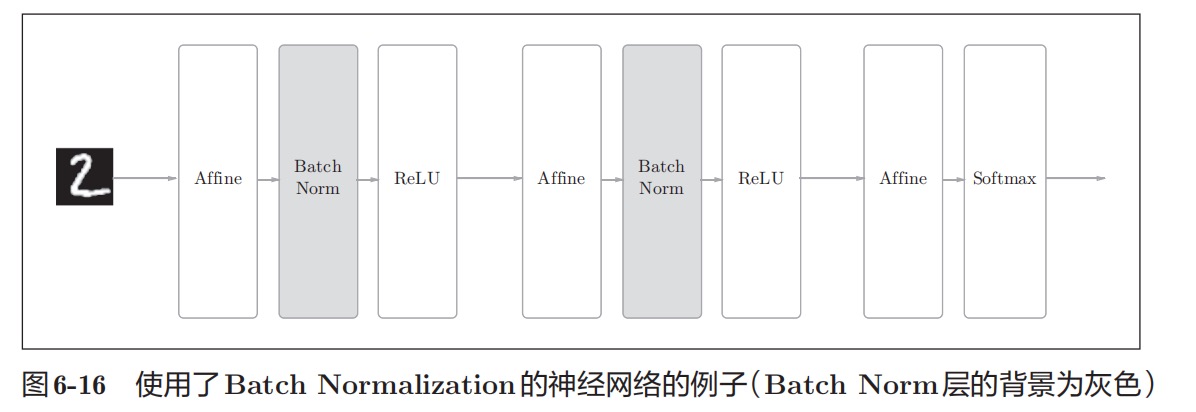 2
Affine
Batch
Norm
ReLU
Affine
Batch
Norm
ReLU
Affine
Softmax
图6-16 使用了Batch Normalization的神经网络的例子（Batch Norm层的背景为灰色）